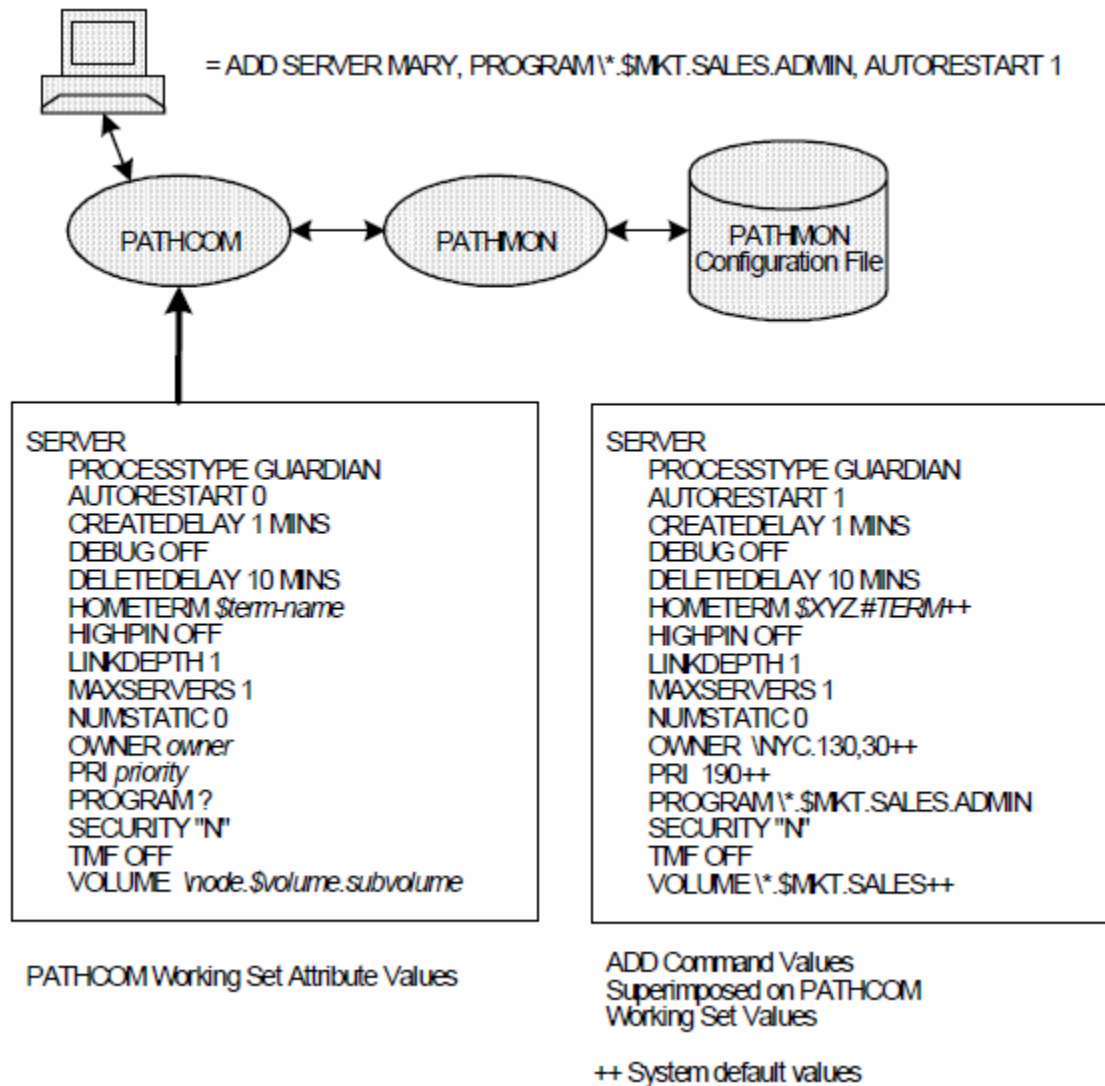 = ADD SERVER MARY, PROGRAM \*.$MKT.SALES.ADMIN, AUTORESTART 1
PATHCOM
PATHMON
PATHMON
Configuration File
SERVER
PROCESSTYPE GUARDIAN
AUTORESTART 0
CREATEDELAY 1 MINS
DEBUG OFF
DELETEDELAY 10 MINS
HOMETERM $term-name
HIGHPIN OFF
LINKDEPTH 1
MAXSERVERS 1
NUMSTATIC 0
OWNER owner
PRI priority
PROGRAM ?
SECURITY "N"
TMF OFF
VOLUME \node.$volume.subvolume
PATHCOM Working Set Attribute Values
SERVER
PROCESSTYPE GUARDIAN
AUTORESTART 1
CREATEDELAY 1 MINS
DEBUG OFF
DELETEDELAY 10 MINS
HOMETERM $XYZ.#TERM++
HIGHPIN OFF
LINKDEPTH 1
MAXSERVERS 1
NUMSTATIC 0
OWNER \NYC.130,30++
PRI 190++
PROGRAM \*.$MKT.SALES.ADMIN
SECURITY "N"
TMF OFF
VOLUME \*.$MKT.SALES++
ADD Command Values
Superimposed on PATHCOM
Working Set Values
++ System default values